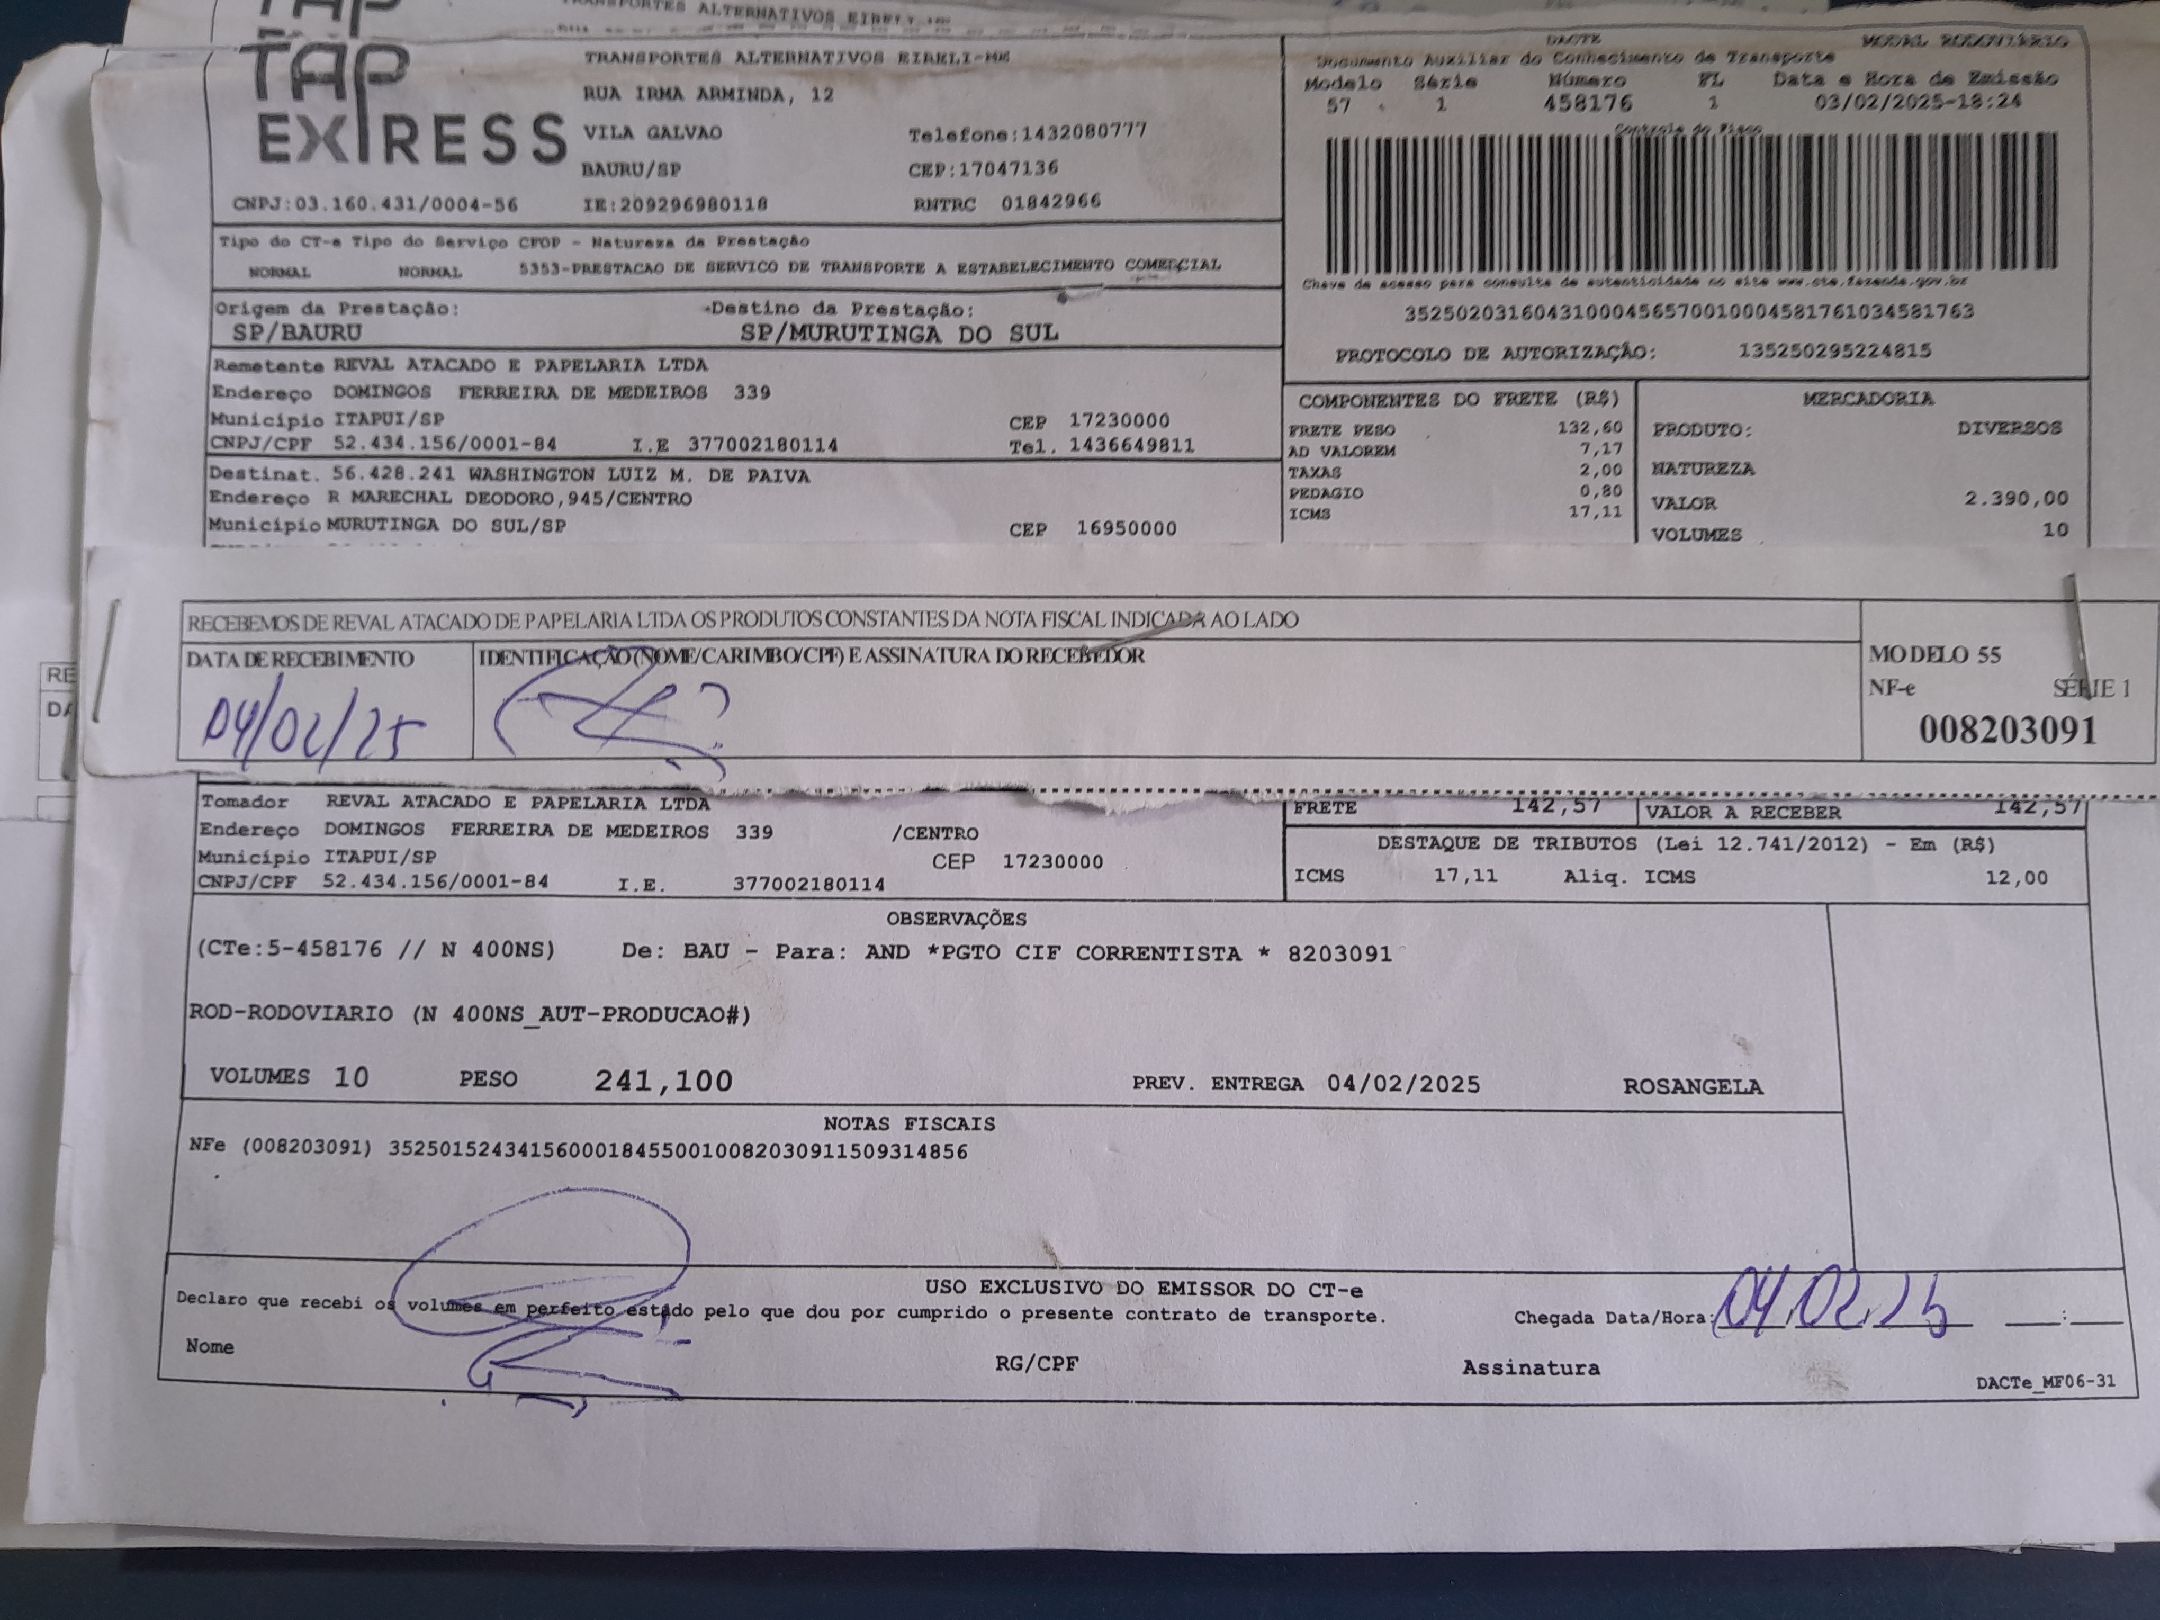 TRANSPORTES ALTERNATIVOS EIRELI-ME
TAP
EXPRESS
TRANSPORTES ALTERNATIVOS EIRELI-ME
RUA IRMA ARMINDA, 12
VILA GALVAO Telefone:1432080777
BAURU/SP CEP:17047136
CNPJ:03.160.431/0004-56 IE:209296980118 RNTRC 01842966
DACTE MODAL RODOVIÁRIO
Documento Auxiliar do Conhecimento de Transporte
Modelo Série Número FL Data e Hora de Emissão
57 1 458176 1 03/02/2025-18:24
Controle do Fisco
Chave de acesso para consulta de autenticidade no site www.cte.fazenda.gov.br
35250203160431000456570010004581761034581763
PROTOCOLO DE AUTORIZAÇÃO: 135250295224815
Tipo do CT-e Tipo do Serviço CFOP - Natureza da Prestação
NORMAL NORMAL 5353-PRESTACAO DE SERVICO DE TRANSPORTE A ESTABELECIMENTO COMERCIAL
Origem da Prestação: Destino da Prestação:
SP/BAURU SP/MURUTINGA DO SUL
Remetente REVAL ATACADO E PAPELARIA LTDA
Endereço DOMINGOS FERREIRA DE MEDEIROS 339
Município ITAPUI/SP CEP 17230000
CNPJ/CPF 52.434.156/0001-84 I.E 377002180114 Tel. 1436649811
Destinat. 56.428.241 WASHINGTON LUIZ M. DE PAIVA
Endereço R MARECHAL DEODORO,945/CENTRO
Município MURUTINGA DO SUL/SP CEP 16950000
COMPONENTES DO FRETE (R$)
FRETE PESO 132,60
AD VALOREM 7,17
TAXAS 2,00
PEDAGIO 0,80
ICMS 17,11
MERCADORIA
PRODUTO: DIVERSOS
NATUREZA
VALOR 2.390,00
VOLUMES 10
RECEBEMOS DE REVAL ATACADO DE PAPELARIA LTDA OS PRODUTOS CONSTANTES DA NOTA FISCAL INDICADA AO LADO
DATA DE RECEBIMENTO IDENTIFICAÇÃO (NOME/CARIMBO/CPF) E ASSINATURA DO RECEBEDOR
04/02/25
MODELO 55
NF-e SÉRIE 1
008203091
RE
DA
Tomador REVAL ATACADO E PAPELARIA LTDA
Endereço DOMINGOS FERREIRA DE MEDEIROS 339 /CENTRO
Município ITAPUI/SP CEP 17230000
CNPJ/CPF 52.434.156/0001-84 I.E. 377002180114
FRETE 142,57 VALOR A RECEBER 142,57
DESTAQUE DE TRIBUTOS (Lei 12.741/2012) - Em (R$)
ICMS 17,11 Aliq. ICMS 12,00
OBSERVAÇÕES
(CTe:5-458176 // N 400NS) De: BAU - Para: AND *PGTO CIF CORRENTISTA * 8203091
ROD-RODOVIARIO (N 400NS_AUT-PRODUCAO#)
VOLUMES 10 PESO 241,100 PREV. ENTREGA 04/02/2025 ROSANGELA
NOTAS FISCAIS
NFe (008203091) 35250152434156000184550010082030911509314856
USO EXCLUSIVO DO EMISSOR DO CT-e
Declaro que recebi os volumes em perfeito estado pelo que dou por cumprido o presente contrato de transporte. Chegada Data/Hora: 04.02.25 __:__
Nome RG/CPF Assinatura
DACTe_MF06-31